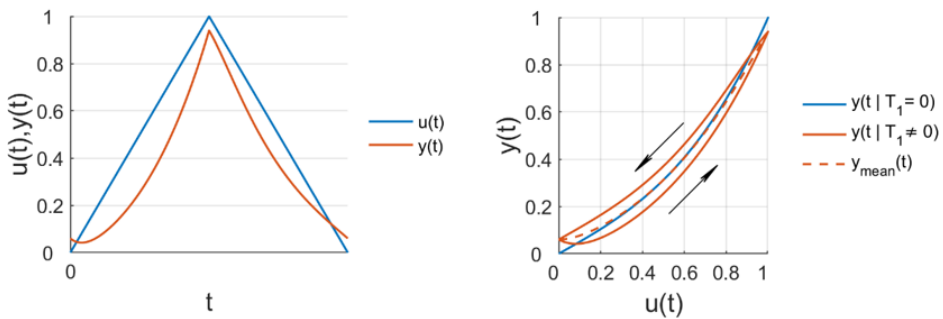 1
0.8
0.6
0.4
0.2
0
0
u(t),y(t)
t
u(t)
y(t)
1
0.8
0.6
0.4
0.2
0
0 0.2 0.4 0.6 0.8 1
y(t)
u(t)
y(t | T₁= 0)
y(t | T₁ ≠ 0)
y_mean(t)